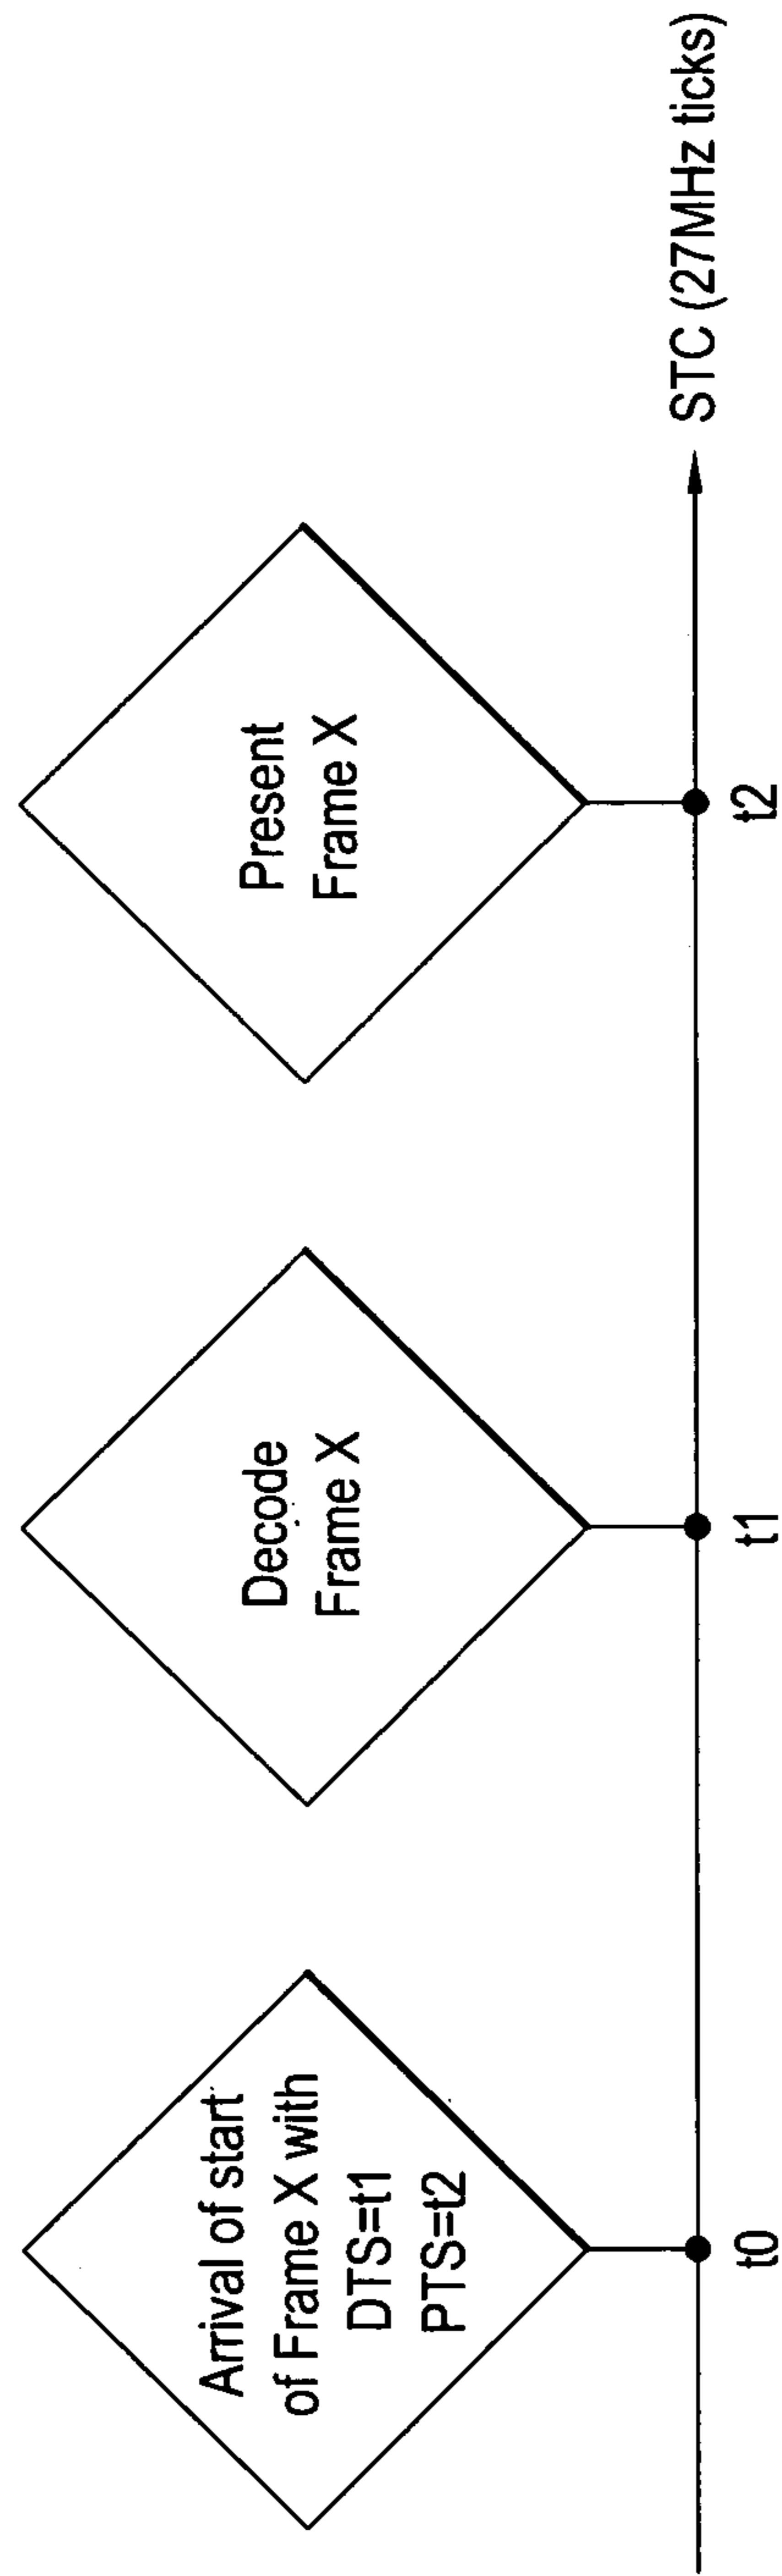 Arrival of start
of Frame X with
DTS=t1
PTS=t2
Decode
Frame X
Present
Frame X
t0
t1
t2
STC (27MHz ticks)